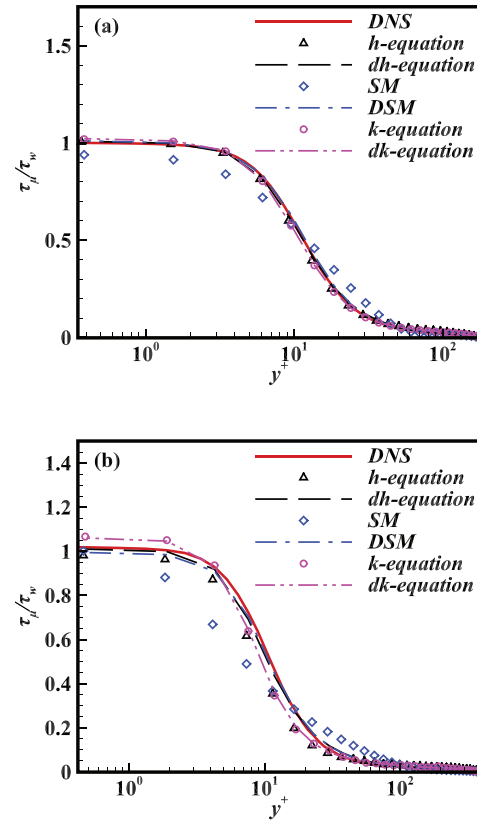 (a)
DNS
h-equation
dh-equation
SM
DSM
k-equation
dk-equation
1.5
1
0.5
0
τμ/τw
10⁰ 10¹ 10²
y⁺
(b)
DNS
h-equation
dh-equation
SM
DSM
k-equation
dk-equation
1.4
1.2
1
0.8
0.6
0.4
0.2
0
τμ/τw
10⁰ 10¹ 10² 
y⁺